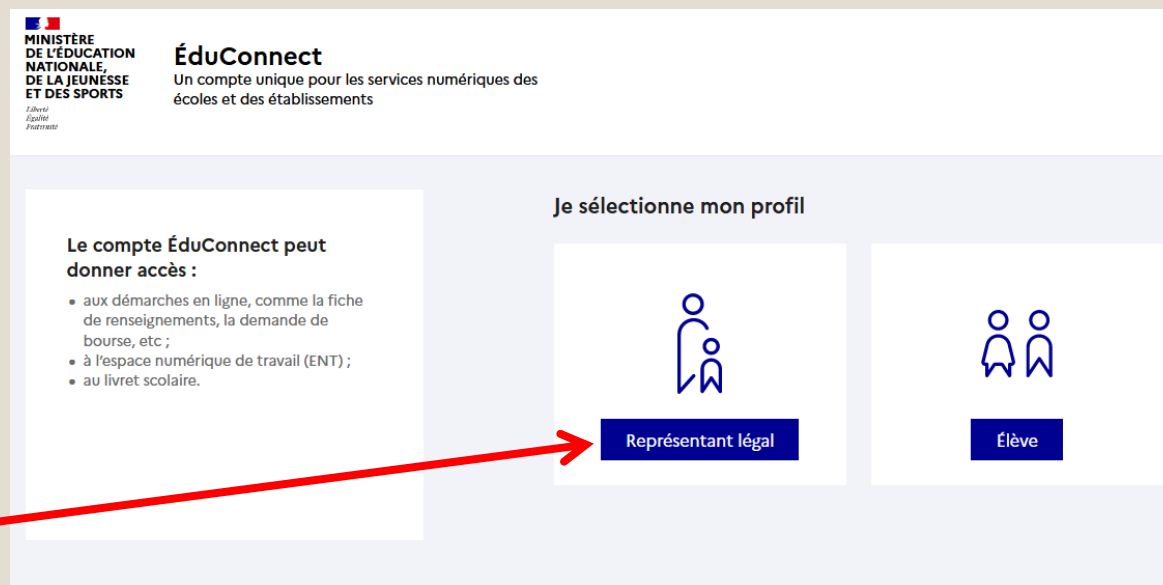 MINISTÈRE
DE L'ÉDUCATION
NATIONALE,
DE LA JEUNESSE
ET DES SPORTS
Liberté
Égalité
Fraternité
ÉduConnect
Un compte unique pour les services numériques des
écoles et des établissements
Le compte ÉduConnect peut
donner accès :
• aux démarches en ligne, comme la fiche
de renseignements, la demande de
bourse, etc ;
• à l'espace numérique de travail (ENT) ;
• au livret scolaire.
Je sélectionne mon profil
Représentant légal
Élève